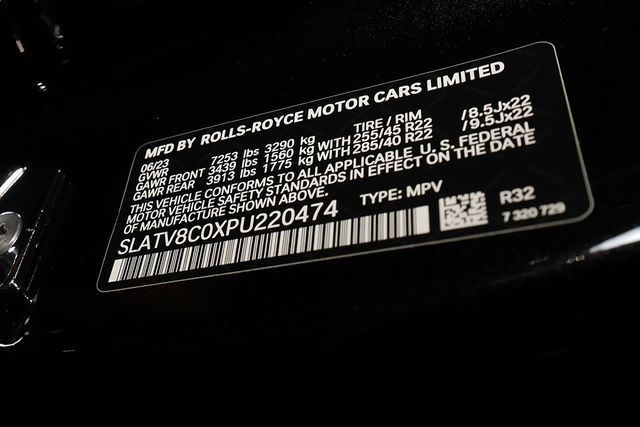 MFD BY ROLLS-ROYCE MOTOR CARS LIMITED
06/23
GVWR 7253 lbs 3290 kg TIRE / RIM
GAWR FRONT 3439 lbs 1560 kg WITH 255/45 R22 /8.5Jx22
GAWR REAR 3913 lbs 1775 kg WITH 285/40 R22 /9.5Jx22
THIS VEHICLE CONFORMS TO ALL APPLICABLE U. S. FEDERAL
MOTOR VEHICLE SAFETY STANDARDS IN EFFECT ON THE DATE
OF MANUFACTURE SHOWN ABOVE.
SLATV8C0XPU220474 TYPE: MPV R32
7 320 729